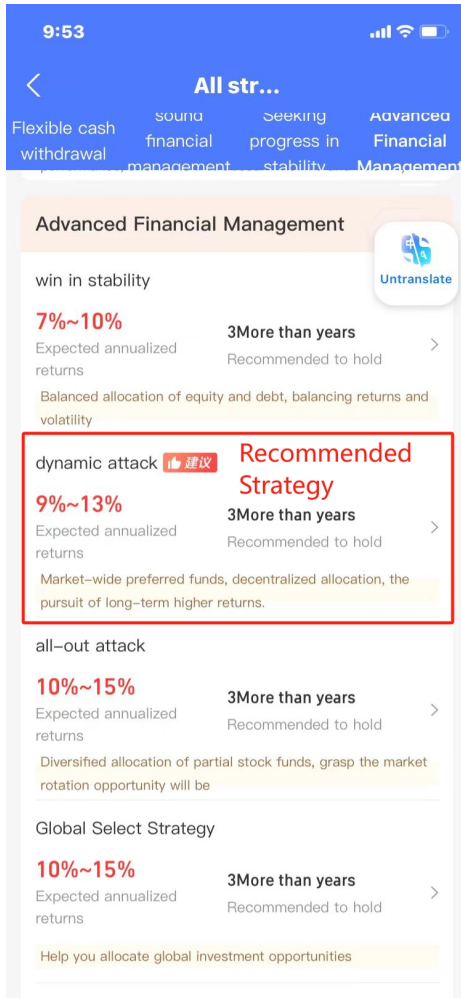 9:53
All str...
Flexible cash
withdrawal
sound
financial
management
Seeking
progress in
stability
Advanced
Financial
Management
Advanced Financial Management
Untranslate
win in stability
7%~10%
Expected annualized
returns
3More than years
Recommended to hold
Balanced allocation of equity and debt, balancing returns and
volatility
dynamic attack 建议
Recommended
Strategy
9%~13%
Expected annualized
returns
3More than years
Recommended to hold
Market-wide preferred funds, decentralized allocation, the
pursuit of long-term higher returns.
all-out attack
10%~15%
Expected annualized
returns
3More than years
Recommended to hold
Diversified allocation of partial stock funds, grasp the market
rotation opportunity will be
Global Select Strategy
10%~15%
Expected annualized
returns
3More than years
Recommended to hold
Help you allocate global investment opportunities